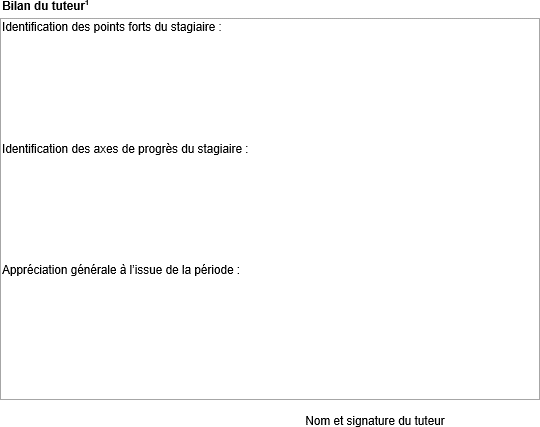 Bilan du tuteur¹
Identification des points forts du stagiaire :
Identification des axes de progrès du stagiaire :
Appréciation générale à l'issue de la période :
Nom et signature du tuteur